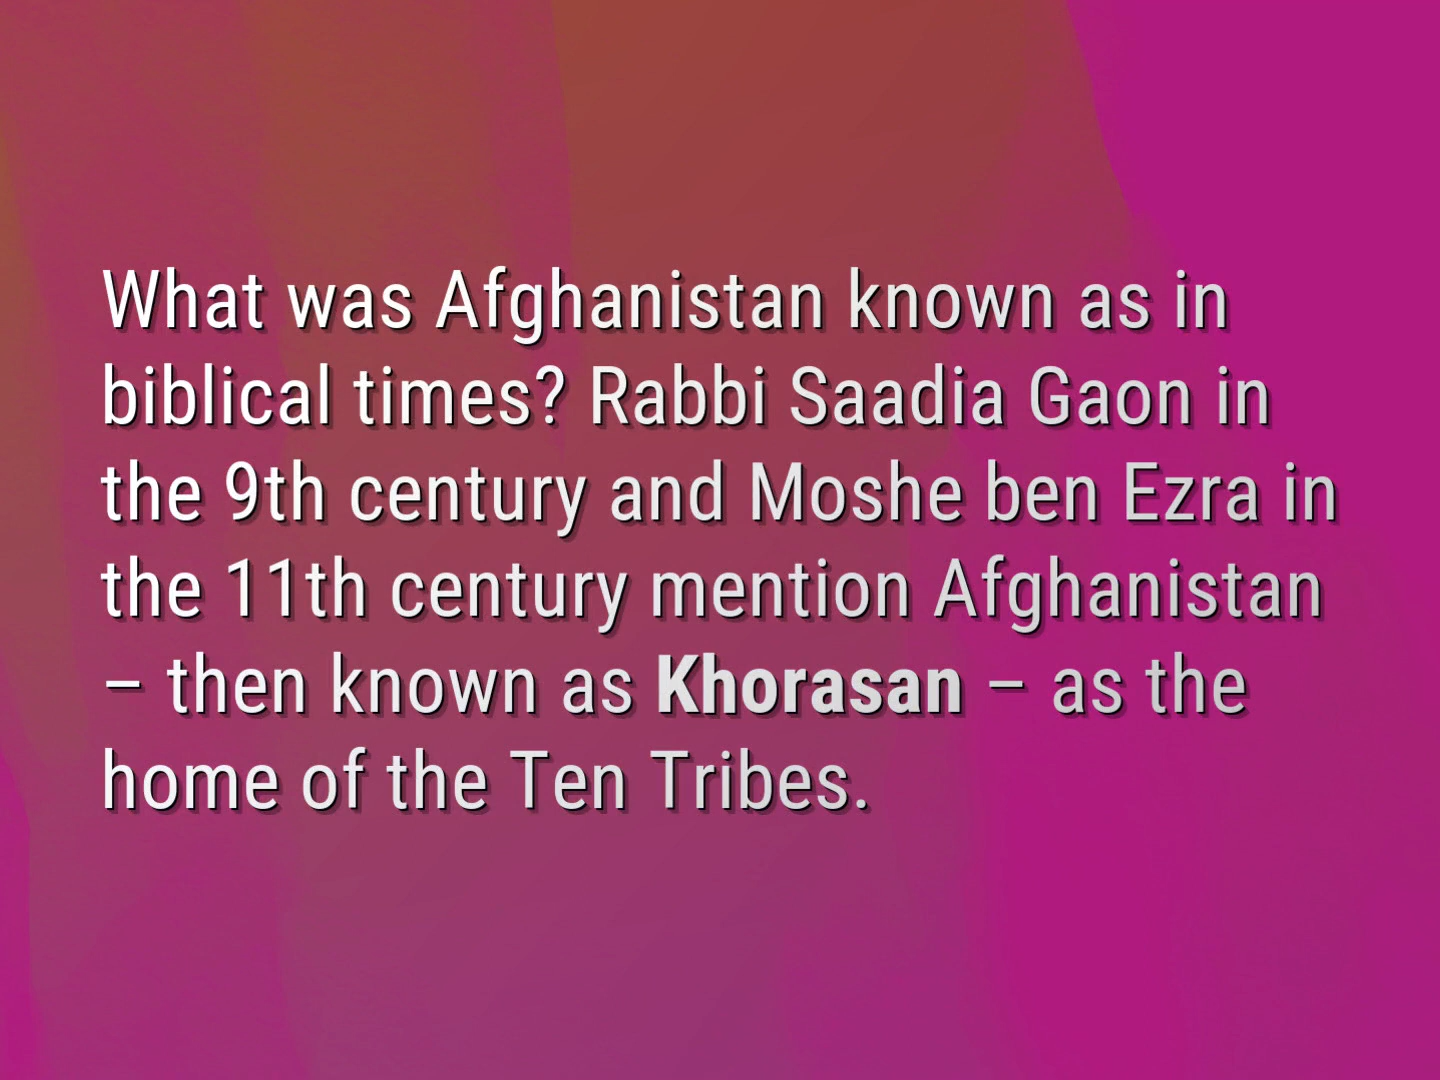 What was Afghanistan known as in
biblical times? Rabbi Saadia Gaon in
the 9th century and Moshe ben Ezra in
the 11th century mention Afghanistan
– then known as Khorasan – as the
home of the Ten Tribes.